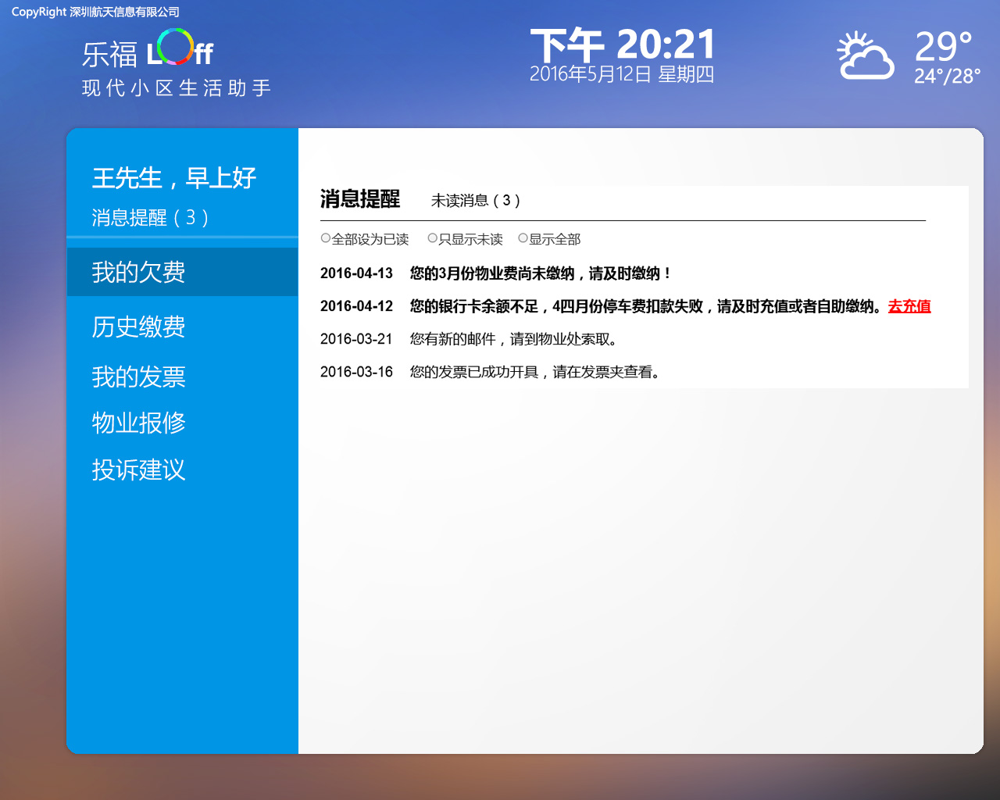 CopyRight 深圳航天信息有限公司
乐福 LOff
现代小区生活助手
下午 20:21
2016年5月12日 星期四
29°
24°/28°
王先生，早上好
消息提醒（3）
我的欠费
历史缴费
我的发票
物业报修
投诉建议
消息提醒 未读消息（3）
全部设为已读 只显示未读 显示全部
2016-04-13 您的3月份物业费尚未缴纳，请及时缴纳！
2016-04-12 您的银行卡余额不足，4四月份停车费扣款失败，请及时充值或者自助缴纳。去充值
2016-03-21 您有新的邮件，请到物业处索取。
2016-03-16 您的发票已成功开具，请在发票夹查看。